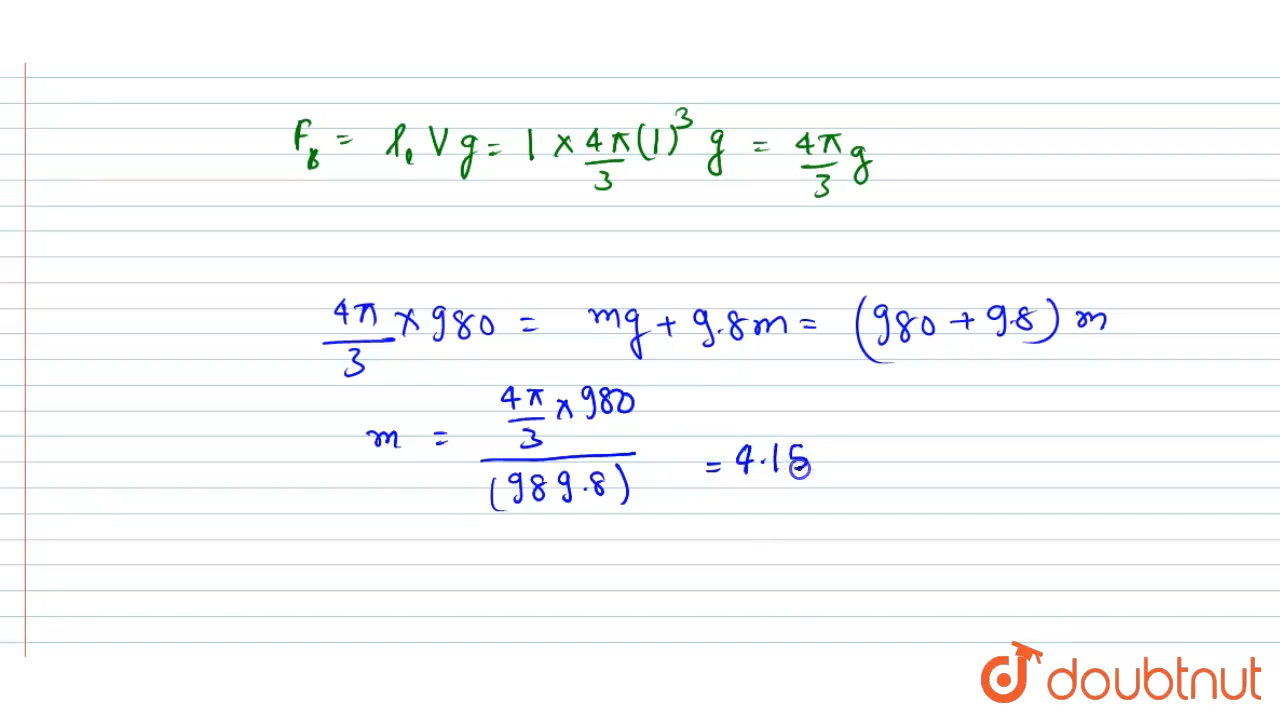 F_b = ρ_l V g = 1 × 4π/3 (1)³ g = 4π/3 g
4π/3 × 980 = mg + 9.8m = (980 + 9.8) m
m = (4π/3 × 980)/(989.8) = 4.15
doubtnut